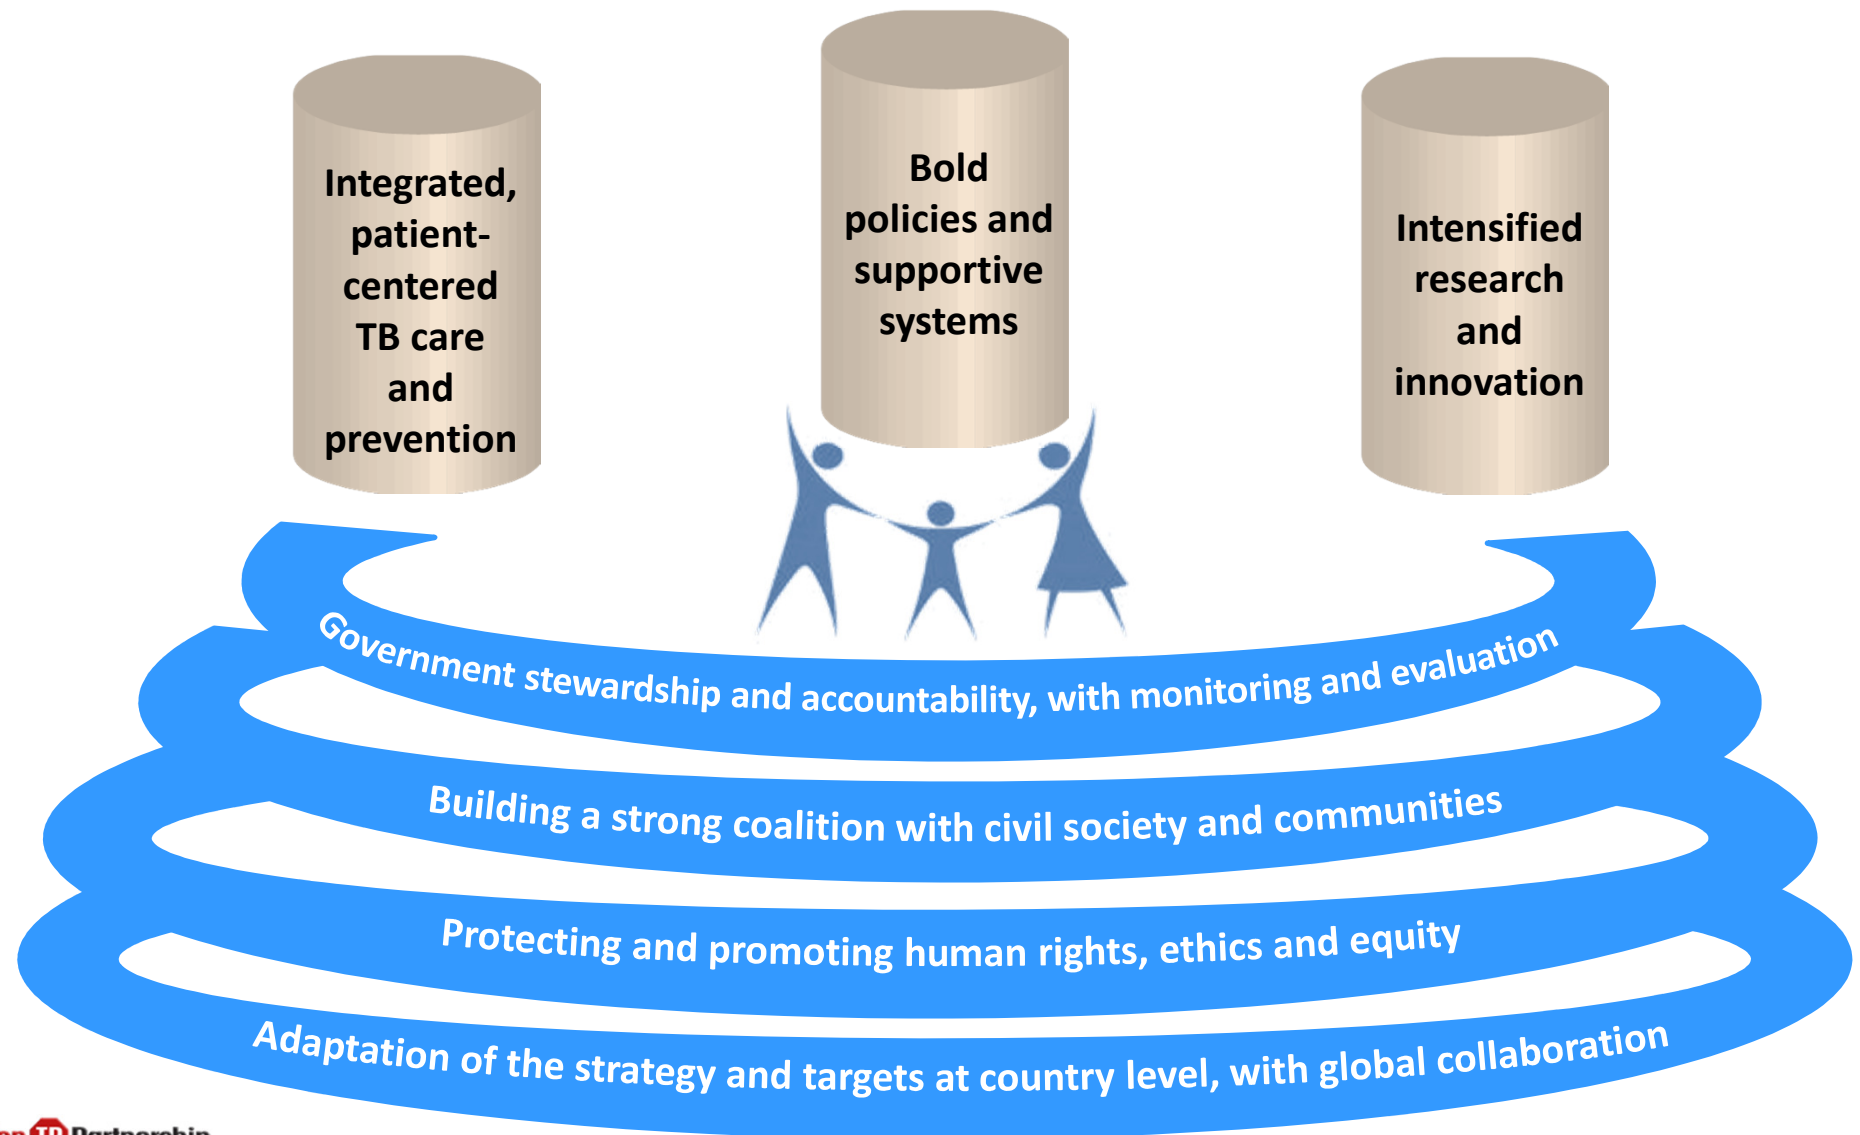 Integrated,
patient-
centered
TB care
and
prevention
Bold
policies and
supportive
systems
Intensified
research
and
innovation
Government stewardship and accountability, with monitoring and evaluation
Building a strong coalition with civil society and communities
Protecting and promoting human rights, ethics and equity
Adaptation of the strategy and targets at country level, with global collaboration
TB Partnership